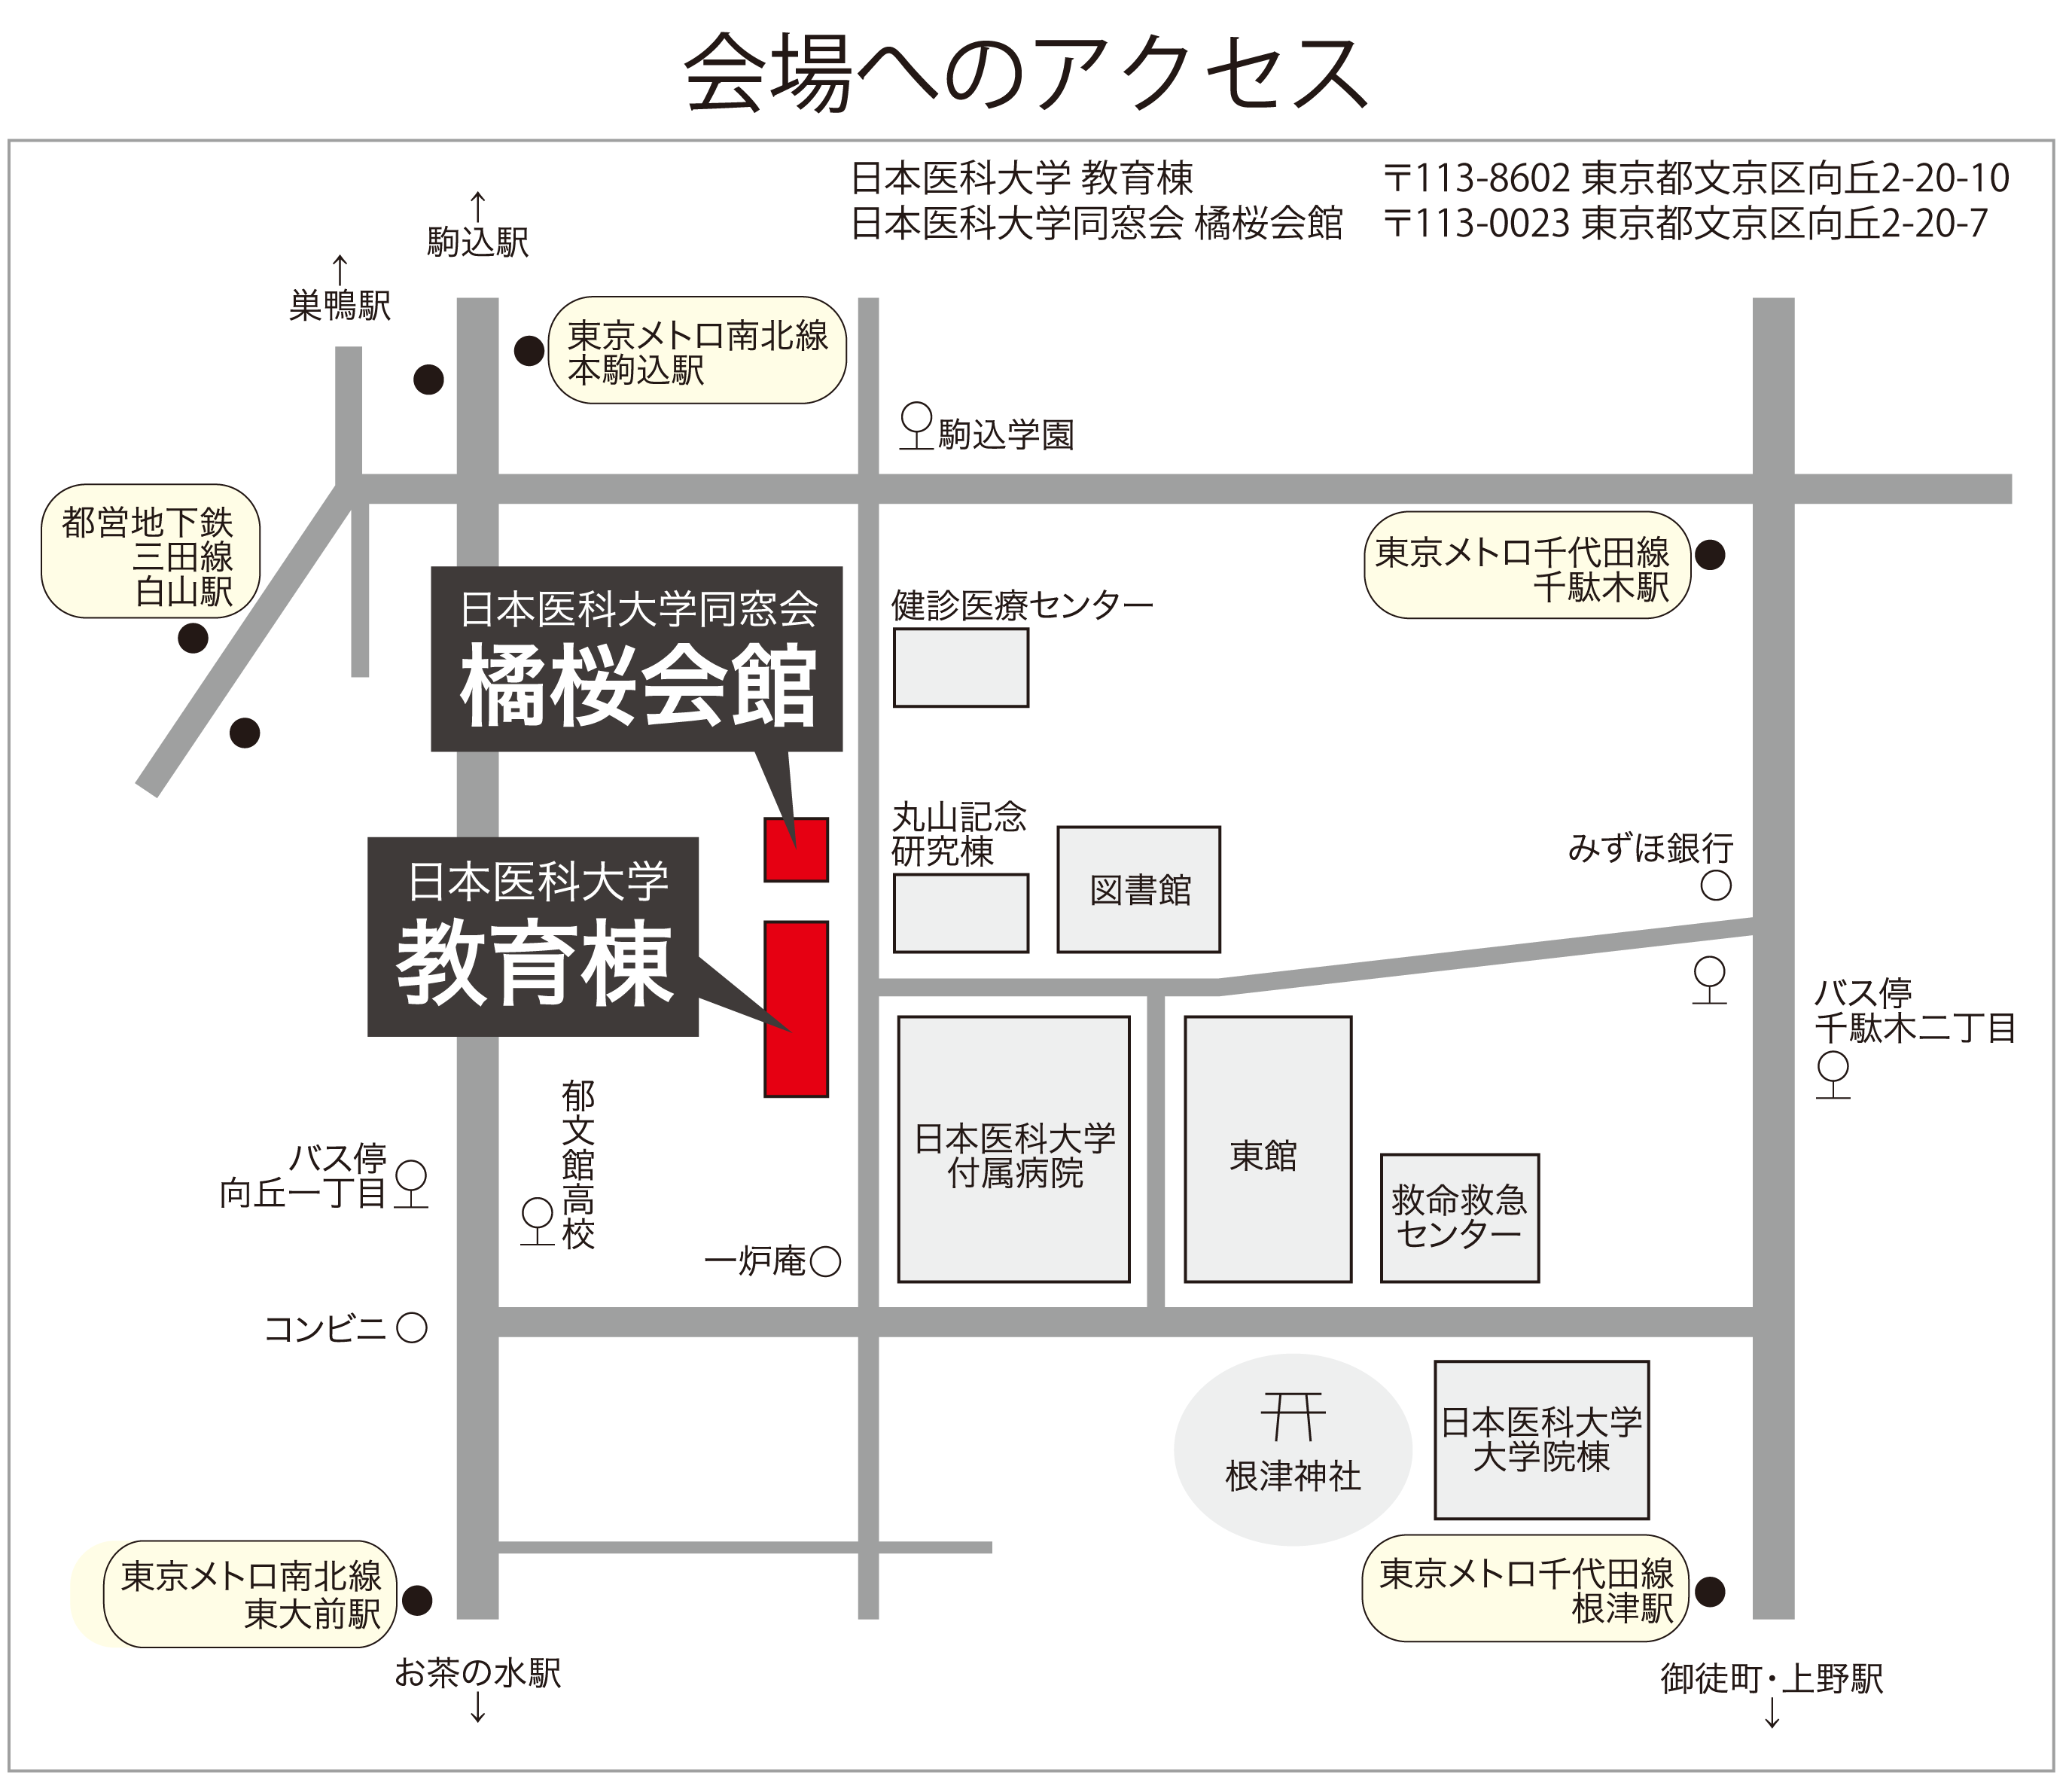 会場へのアクセス
日本医科大学 教育棟 〒113-8602 東京都文京区向丘2-20-10
日本医科大学同窓会 橘桜会館 〒113-0023 東京都文京区向丘2-20-7
↑
駒込駅
↑
巣鴨駅
東京メトロ南北線
本駒込駅
駒込学園
都営地下鉄
三田線
白山駅
東京メトロ千代田線
千駄木駅
日本医科大学同窓会
橘桜会館
健診医療センター
丸山記念
研究棟
図書館
みずほ銀行
日本医科大学
教育棟
バス停
千駄木二丁目
郁文館高校
バス停
向丘一丁目
日本医科大学
付属病院
東館
救命救急
センター
一炉庵
コンビニ
根津神社
日本医科大学
大学院棟
東京メトロ南北線
東大前駅
東京メトロ千代田線
根津駅
お茶の水駅
↓
御徒町・上野駅
↓